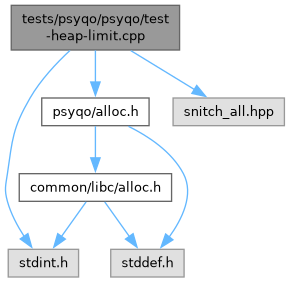 tests/psyqo/psyqo/test
-heap-limit.cpp
psyqo/alloc.h
snitch_all.hpp
common/libc/alloc.h
stdint.h
stddef.h